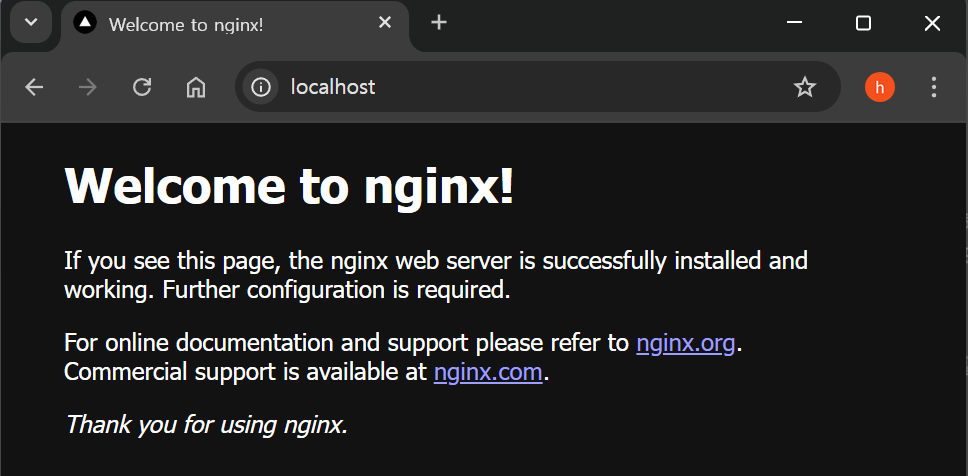 Welcome to nginx!
localhost
h
Welcome to nginx!
If you see this page, the nginx web server is successfully installed and
working. Further configuration is required.
For online documentation and support please refer to nginx.org.
Commercial support is available at nginx.com.
Thank you for using nginx.